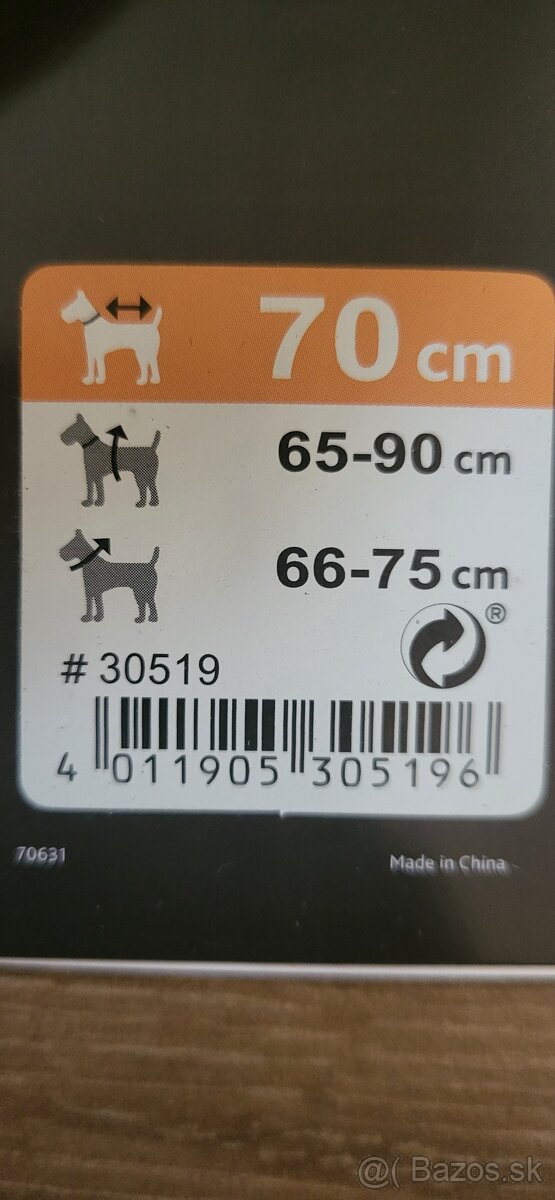 70 cm
65-90 cm
66-75 cm
®
# 30519
4 011905 305196
70631
Made in China
@( Bazos.sk